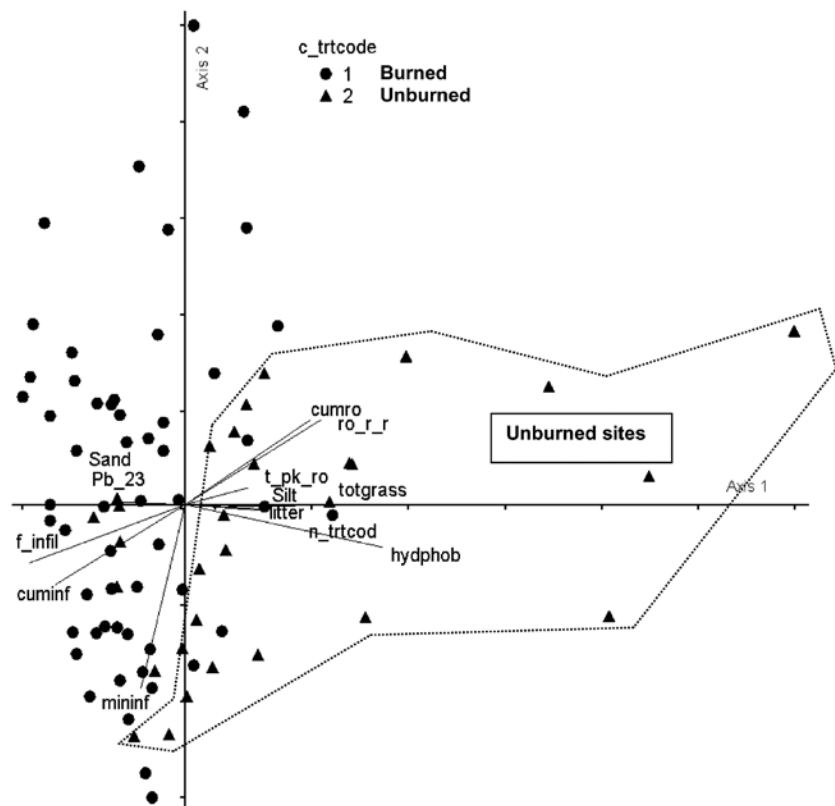 c_trtcode
1 Burned
2 Unburned
Axis 2
cumro
ro_r_r
Unburned sites
Sand
Pb_23
t_pk_ro
Silt
totgrass
Axis 1
litter
n_trtcod
f_infil
hydphob
cuminf
mininf